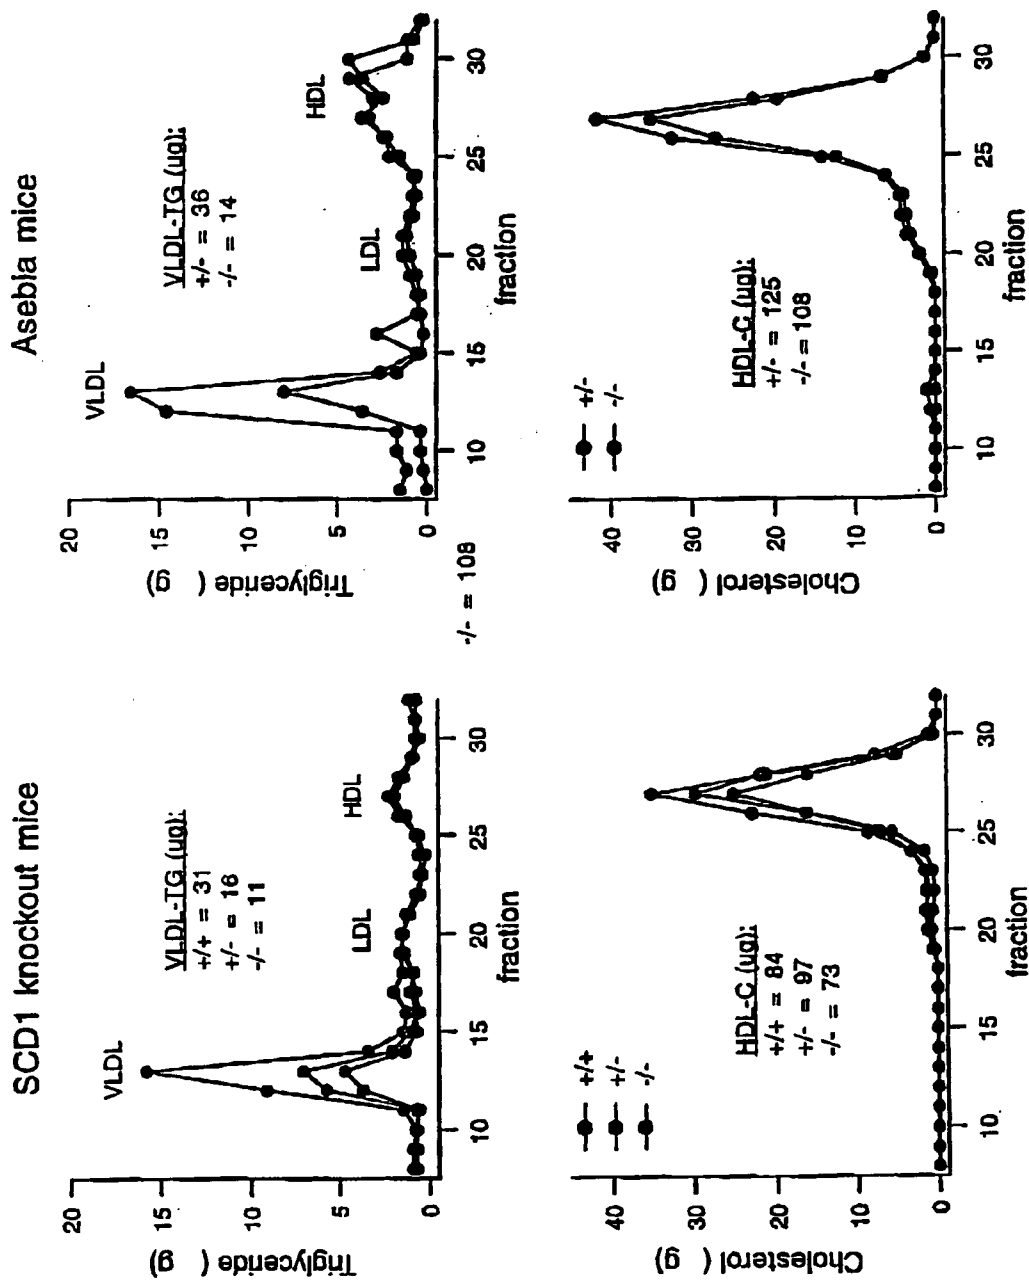 SCD1 knockout mice
VLDL
VLDL-TG (ug):
+/+ = 31
+/- = 16
-/- = 11
LDL
HDL
Triglyceride ( g)
20
15
10
5
0
10
15
20
25
30
fraction
Asebia mice
VLDL
VLDL-TG (ug):
+/- = 36
-/- = 14
LDL
HDL
Triglyceride ( g)
20
15
10
5
0
10
15
20
25
30
fraction
-/- = 108
+/+
+/-
-/-
HDL-C (ug):
+/+ = 84
+/- = 97
-/- = 73
Cholesterol ( g)
40
30
20
10
0
10
15
20
25
30
fraction
+/-
-/-
HDL-C (ug):
+/- = 125
-/- = 108
Cholesterol ( g)
40
30
20
10
0
10
15
20
25
30
fraction